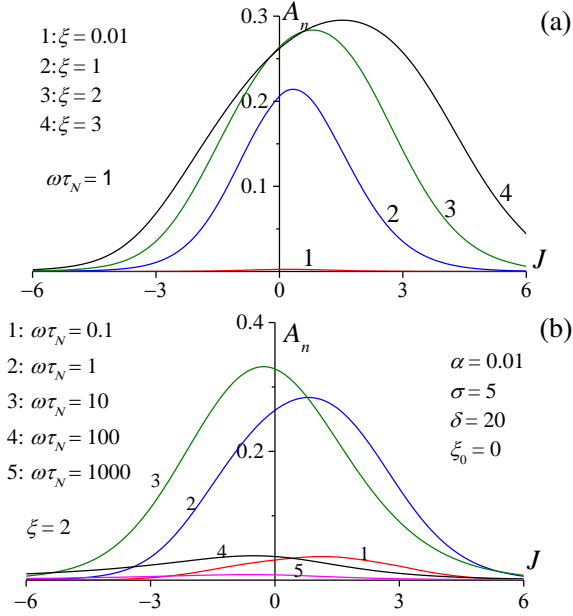 0.3
A_n
(a)
1: ξ = 0.01
2: ξ = 1
3: ξ = 2
4: ξ = 3
0.2
ωτ_N = 1
0.1
1
2
3
4
J
-6
-3
0
3
6
0.4
A_n
(b)
1: ωτ_N = 0.1
2: ωτ_N = 1
3: ωτ_N = 10
4: ωτ_N = 100
5: ωτ_N = 1000
α = 0.01
σ = 5
δ = 20
ξ_0 = 0
0.2
3
2
ξ = 2
4
5
1
J
-6
-3
0
3
6